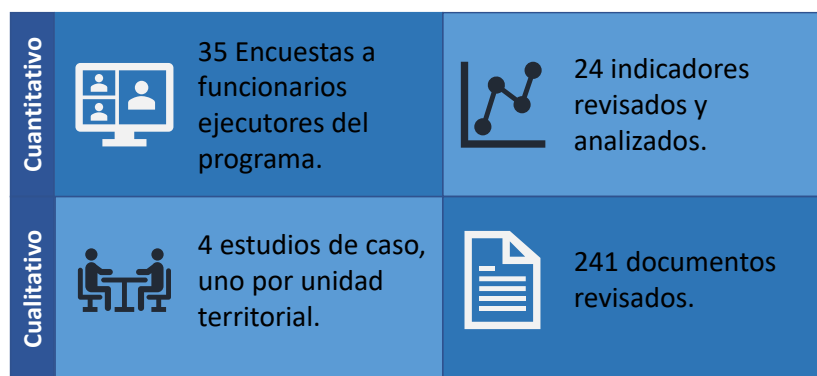 Cuantitativo
35 Encuestas a
funcionarios
ejecutores del
programa.
24 indicadores
revisados y
analizados.
Cualitativo
4 estudios de caso,
uno por unidad
territorial.
241 documentos
revisados.